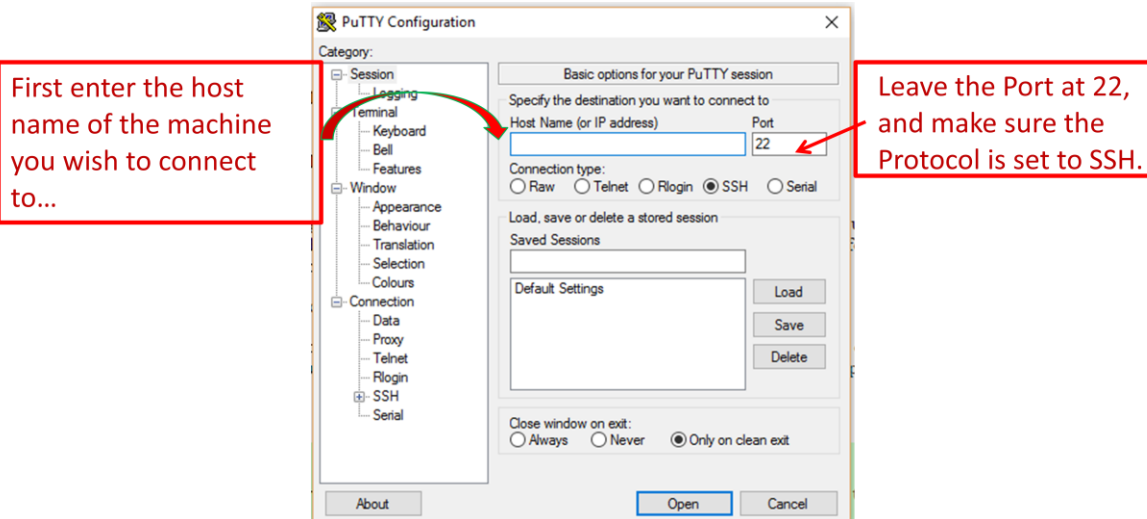 PuTTY Configuration
Category:
Session
Logging
Terminal
Keyboard
Bell
Features
Window
Appearance
Behaviour
Translation
Selection
Colours
Connection
Data
Proxy
Telnet
Rlogin
SSH
Serial
Basic options for your PuTTY session
Specify the destination you want to connect to
Host Name (or IP address) Port
22
Connection type:
Raw Telnet Rlogin SSH Serial
Load, save or delete a stored session
Saved Sessions
Default Settings
Load
Save
Delete
Close window on exit:
Always Never Only on clean exit
About Open Cancel
First enter the host
name of the machine
you wish to connect
to...
Leave the Port at 22,
and make sure the
Protocol is set to SSH.